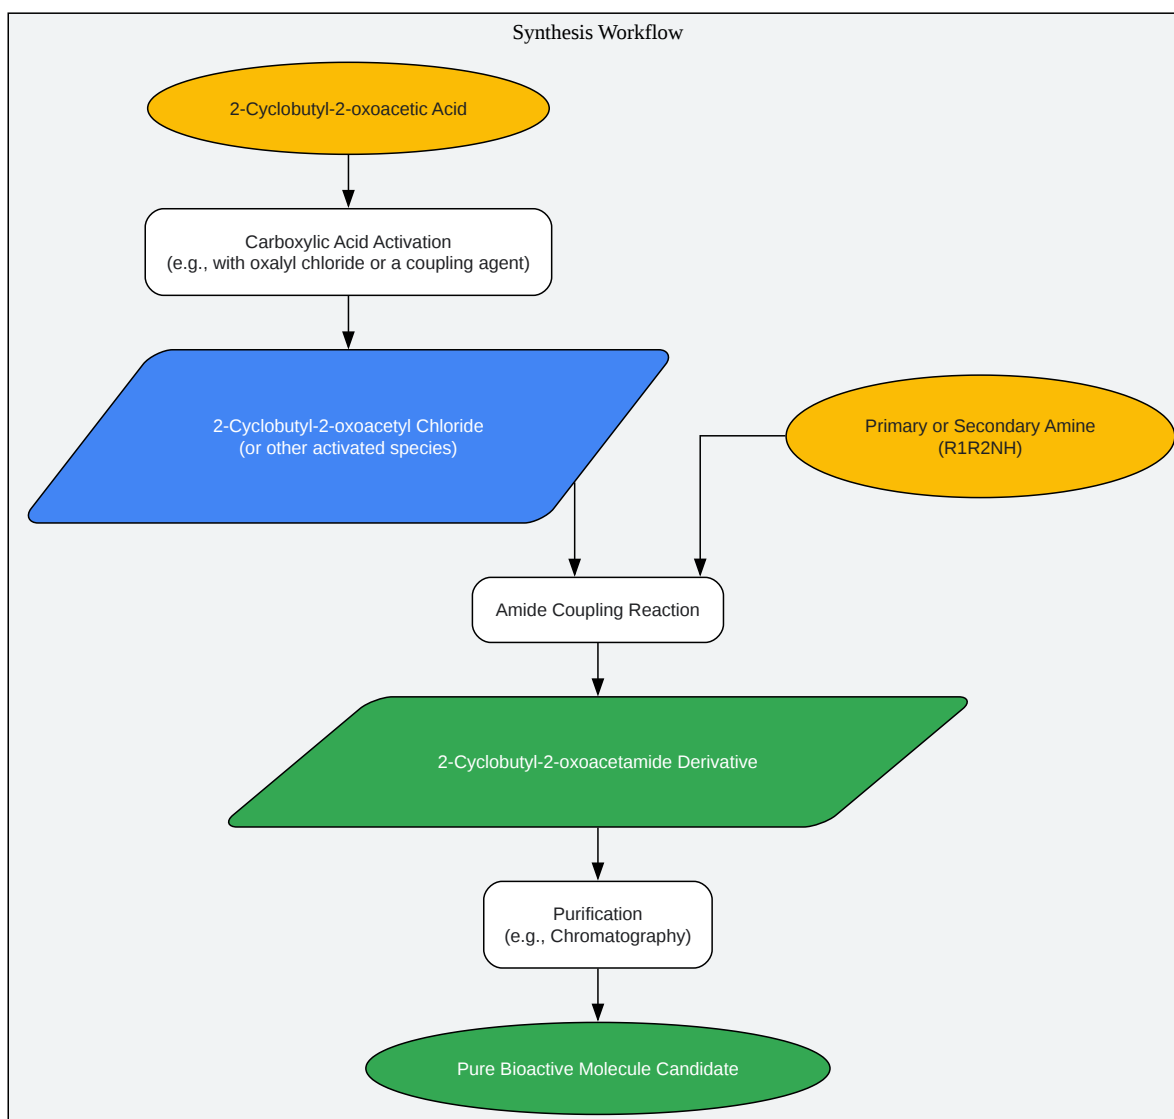 Synthesis Workflow
2-Cyclobutyl-2-oxoacetic Acid
Carboxylic Acid Activation
(e.g., with oxalyl chloride or a coupling agent)
2-Cyclobutyl-2-oxoacetyl Chloride
(or other activated species)
Primary or Secondary Amine
(R1R2NH)
Amide Coupling Reaction
2-Cyclobutyl-2-oxoacetamide Derivative
Purification
(e.g., Chromatography)
Pure Bioactive Molecule Candidate